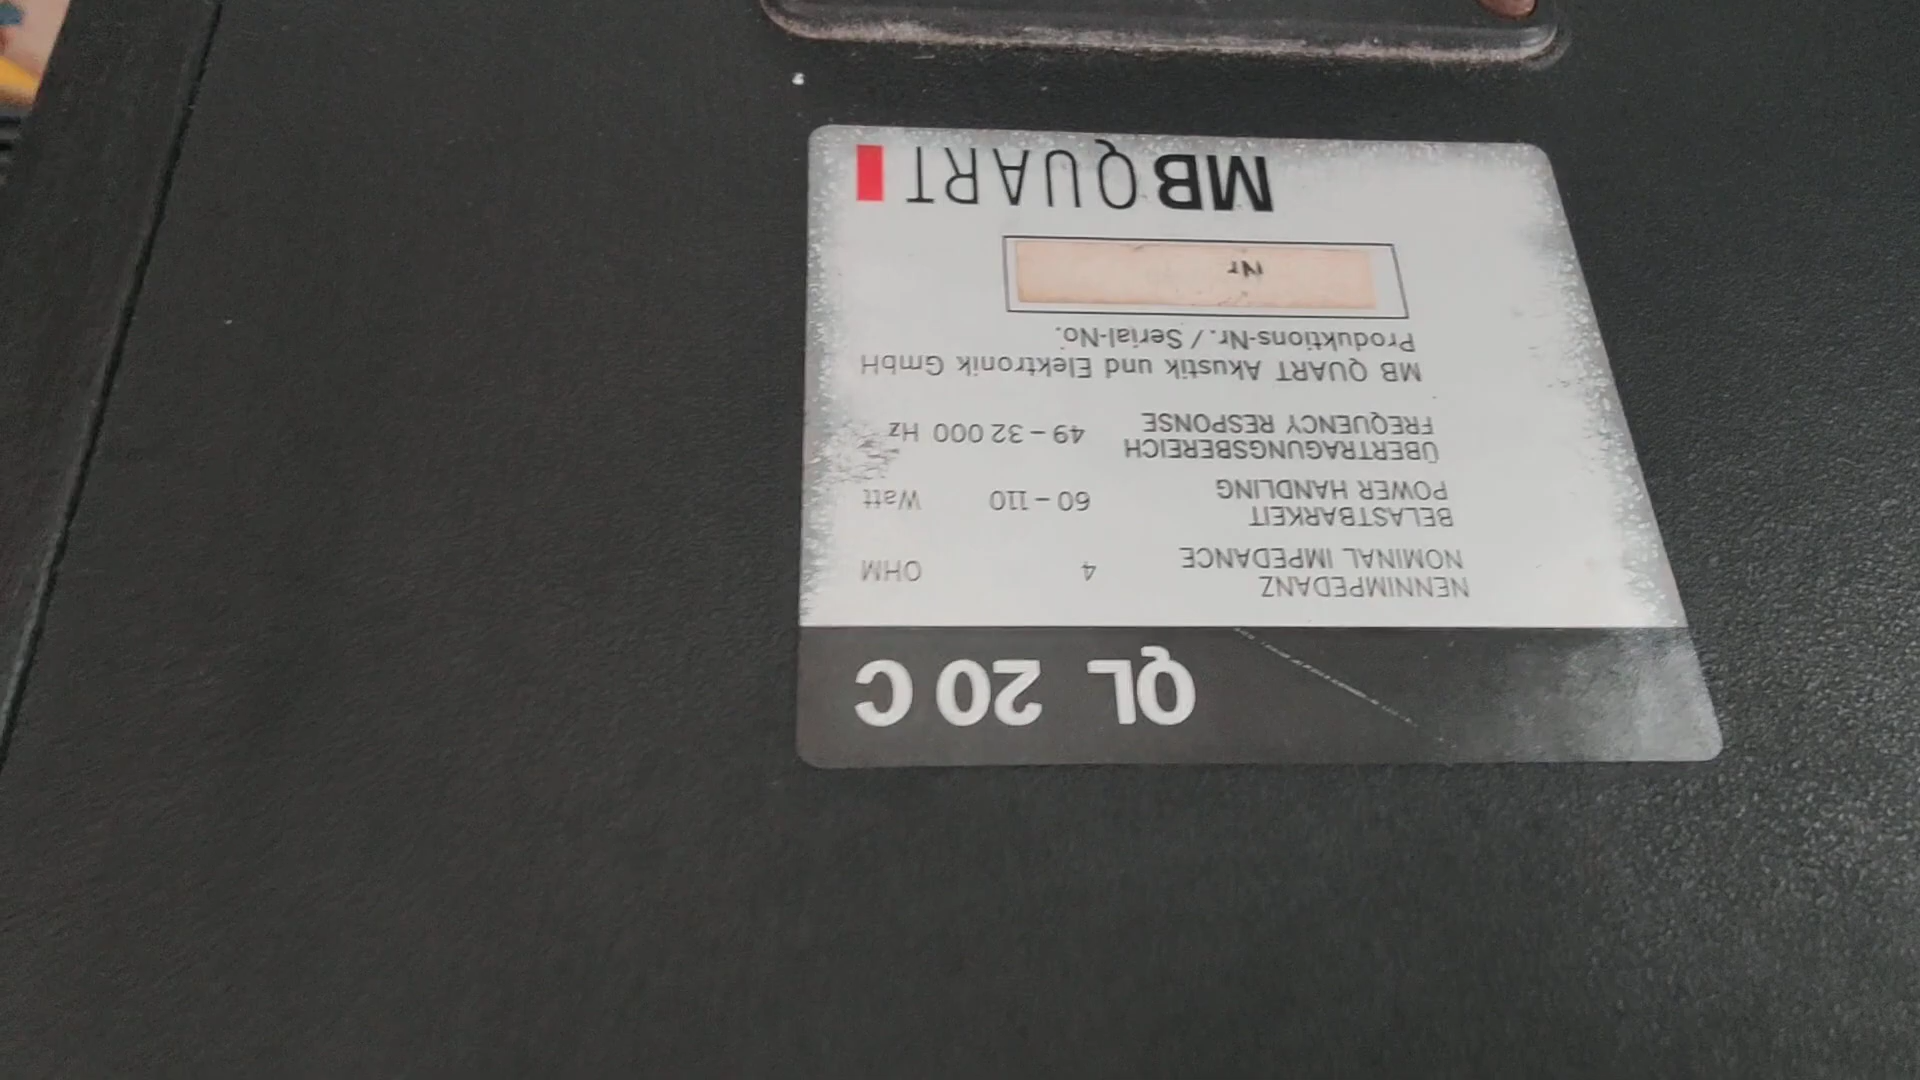 QL 20 C
NENNIMPEDANZ
NOMINAL IMPEDANCE 4 OHM
BELASTBARKEIT
POWER HANDLING 60 – 110 Watt
ÜBERTRAGUNGSBEREICH
FREQUENCY RESPONSE 49 – 32 000 Hz
MB QUART Akustik und Elektronik GmbH
Produktions-Nr. / Serial-No.
Nr
MB QUART